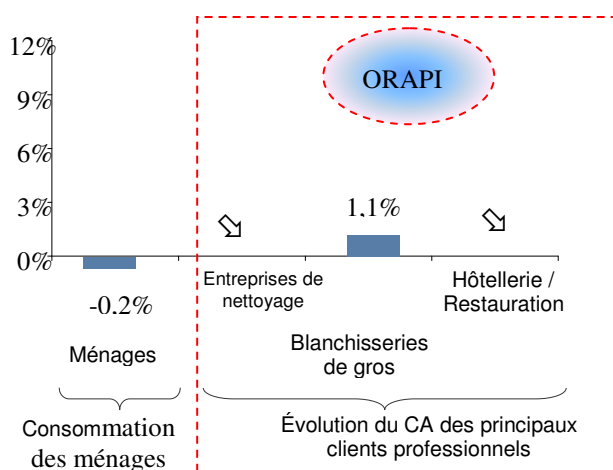 12%
9%
6%
3%
0%
ORAPI
1,1%
-0.2%
Entreprises de
nettoyage
Hôtellerie /
Restauration
Ménages
Blanchisseries
de gros
Consommation
des ménages
Évolution du CA des principaux
clients professionnels